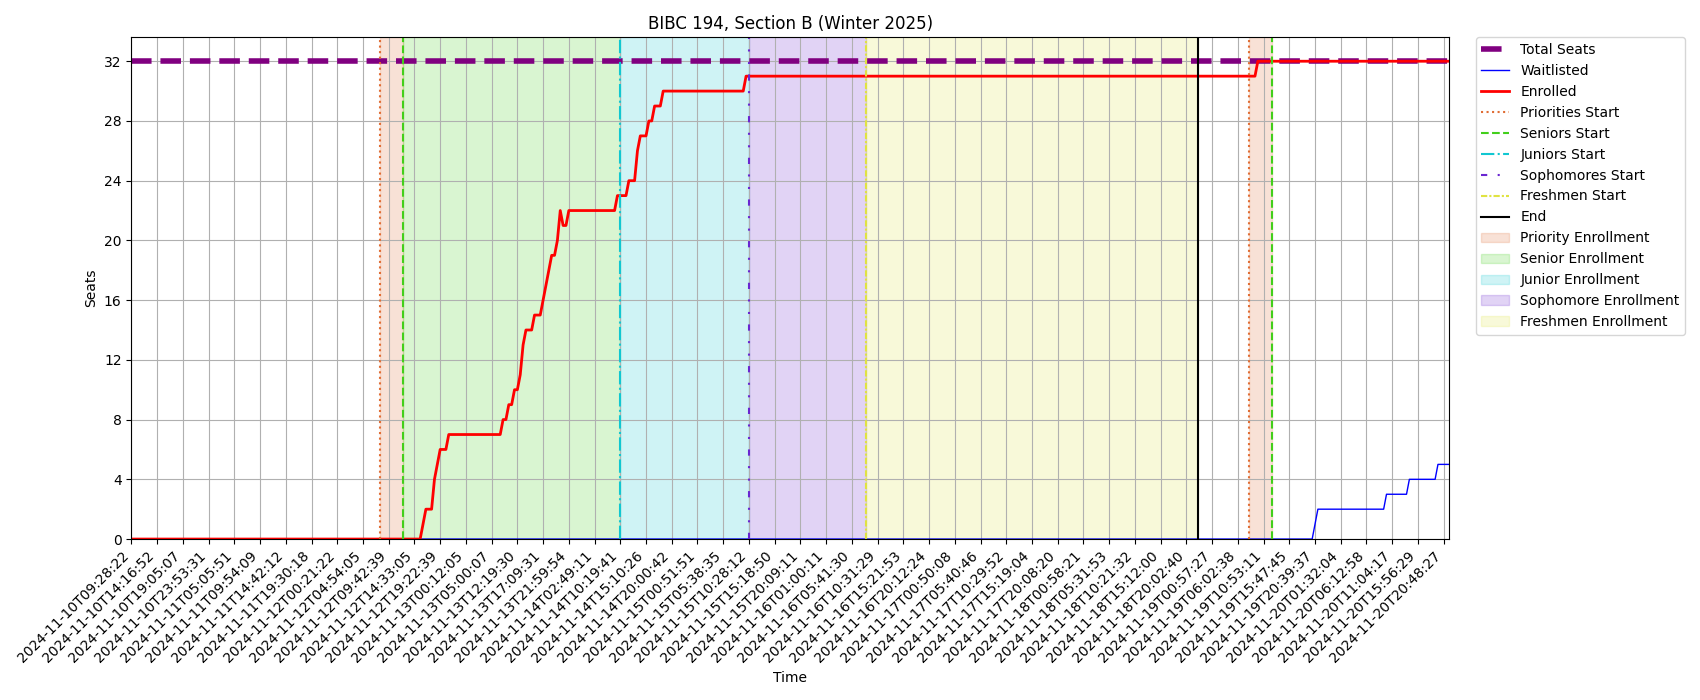 BIBC 194, Section B (Winter 2025)
Seats
32
28
24
20
16
12
8
4
0
2024-11-10T09:28:22
2024-11-10T14:16:52
2024-11-10T19:05:07
2024-11-10T23:53:31
2024-11-11T05:05:51
2024-11-11T09:54:09
2024-11-11T14:42:12
2024-11-11T19:30:18
2024-11-12T00:21:22
2024-11-12T04:54:05
2024-11-12T09:42:39
2024-11-12T14:33:05
2024-11-12T19:22:39
2024-11-13T00:12:05
2024-11-13T05:00:07
2024-11-13T12:19:30
2024-11-13T17:09:31
2024-11-13T21:59:54
2024-11-14T02:49:11
2024-11-14T10:19:41
2024-11-14T15:10:26
2024-11-14T20:00:42
2024-11-15T00:51:51
2024-11-15T05:38:35
2024-11-15T10:28:12
2024-11-15T15:18:50
2024-11-15T20:09:11
2024-11-16T01:00:11
2024-11-16T05:41:30
2024-11-16T10:31:29
2024-11-16T15:21:53
2024-11-16T20:12:24
2024-11-17T00:50:08
2024-11-17T05:40:46
2024-11-17T10:29:52
2024-11-17T15:19:04
2024-11-17T20:08:20
2024-11-18T00:58:21
2024-11-18T05:31:53
2024-11-18T10:21:32
2024-11-18T15:12:00
2024-11-18T20:02:40
2024-11-19T00:57:27
2024-11-19T06:02:38
2024-11-19T10:53:11
2024-11-19T15:47:45
2024-11-19T20:39:37
2024-11-20T01:32:04
2024-11-20T06:12:58
2024-11-20T11:04:17
2024-11-20T15:56:29
2024-11-20T20:48:27
Time
Total Seats
Waitlisted
Enrolled
Priorities Start
Seniors Start
Juniors Start
Sophomores Start
Freshmen Start
End
Priority Enrollment
Senior Enrollment
Junior Enrollment
Sophomore Enrollment
Freshmen Enrollment